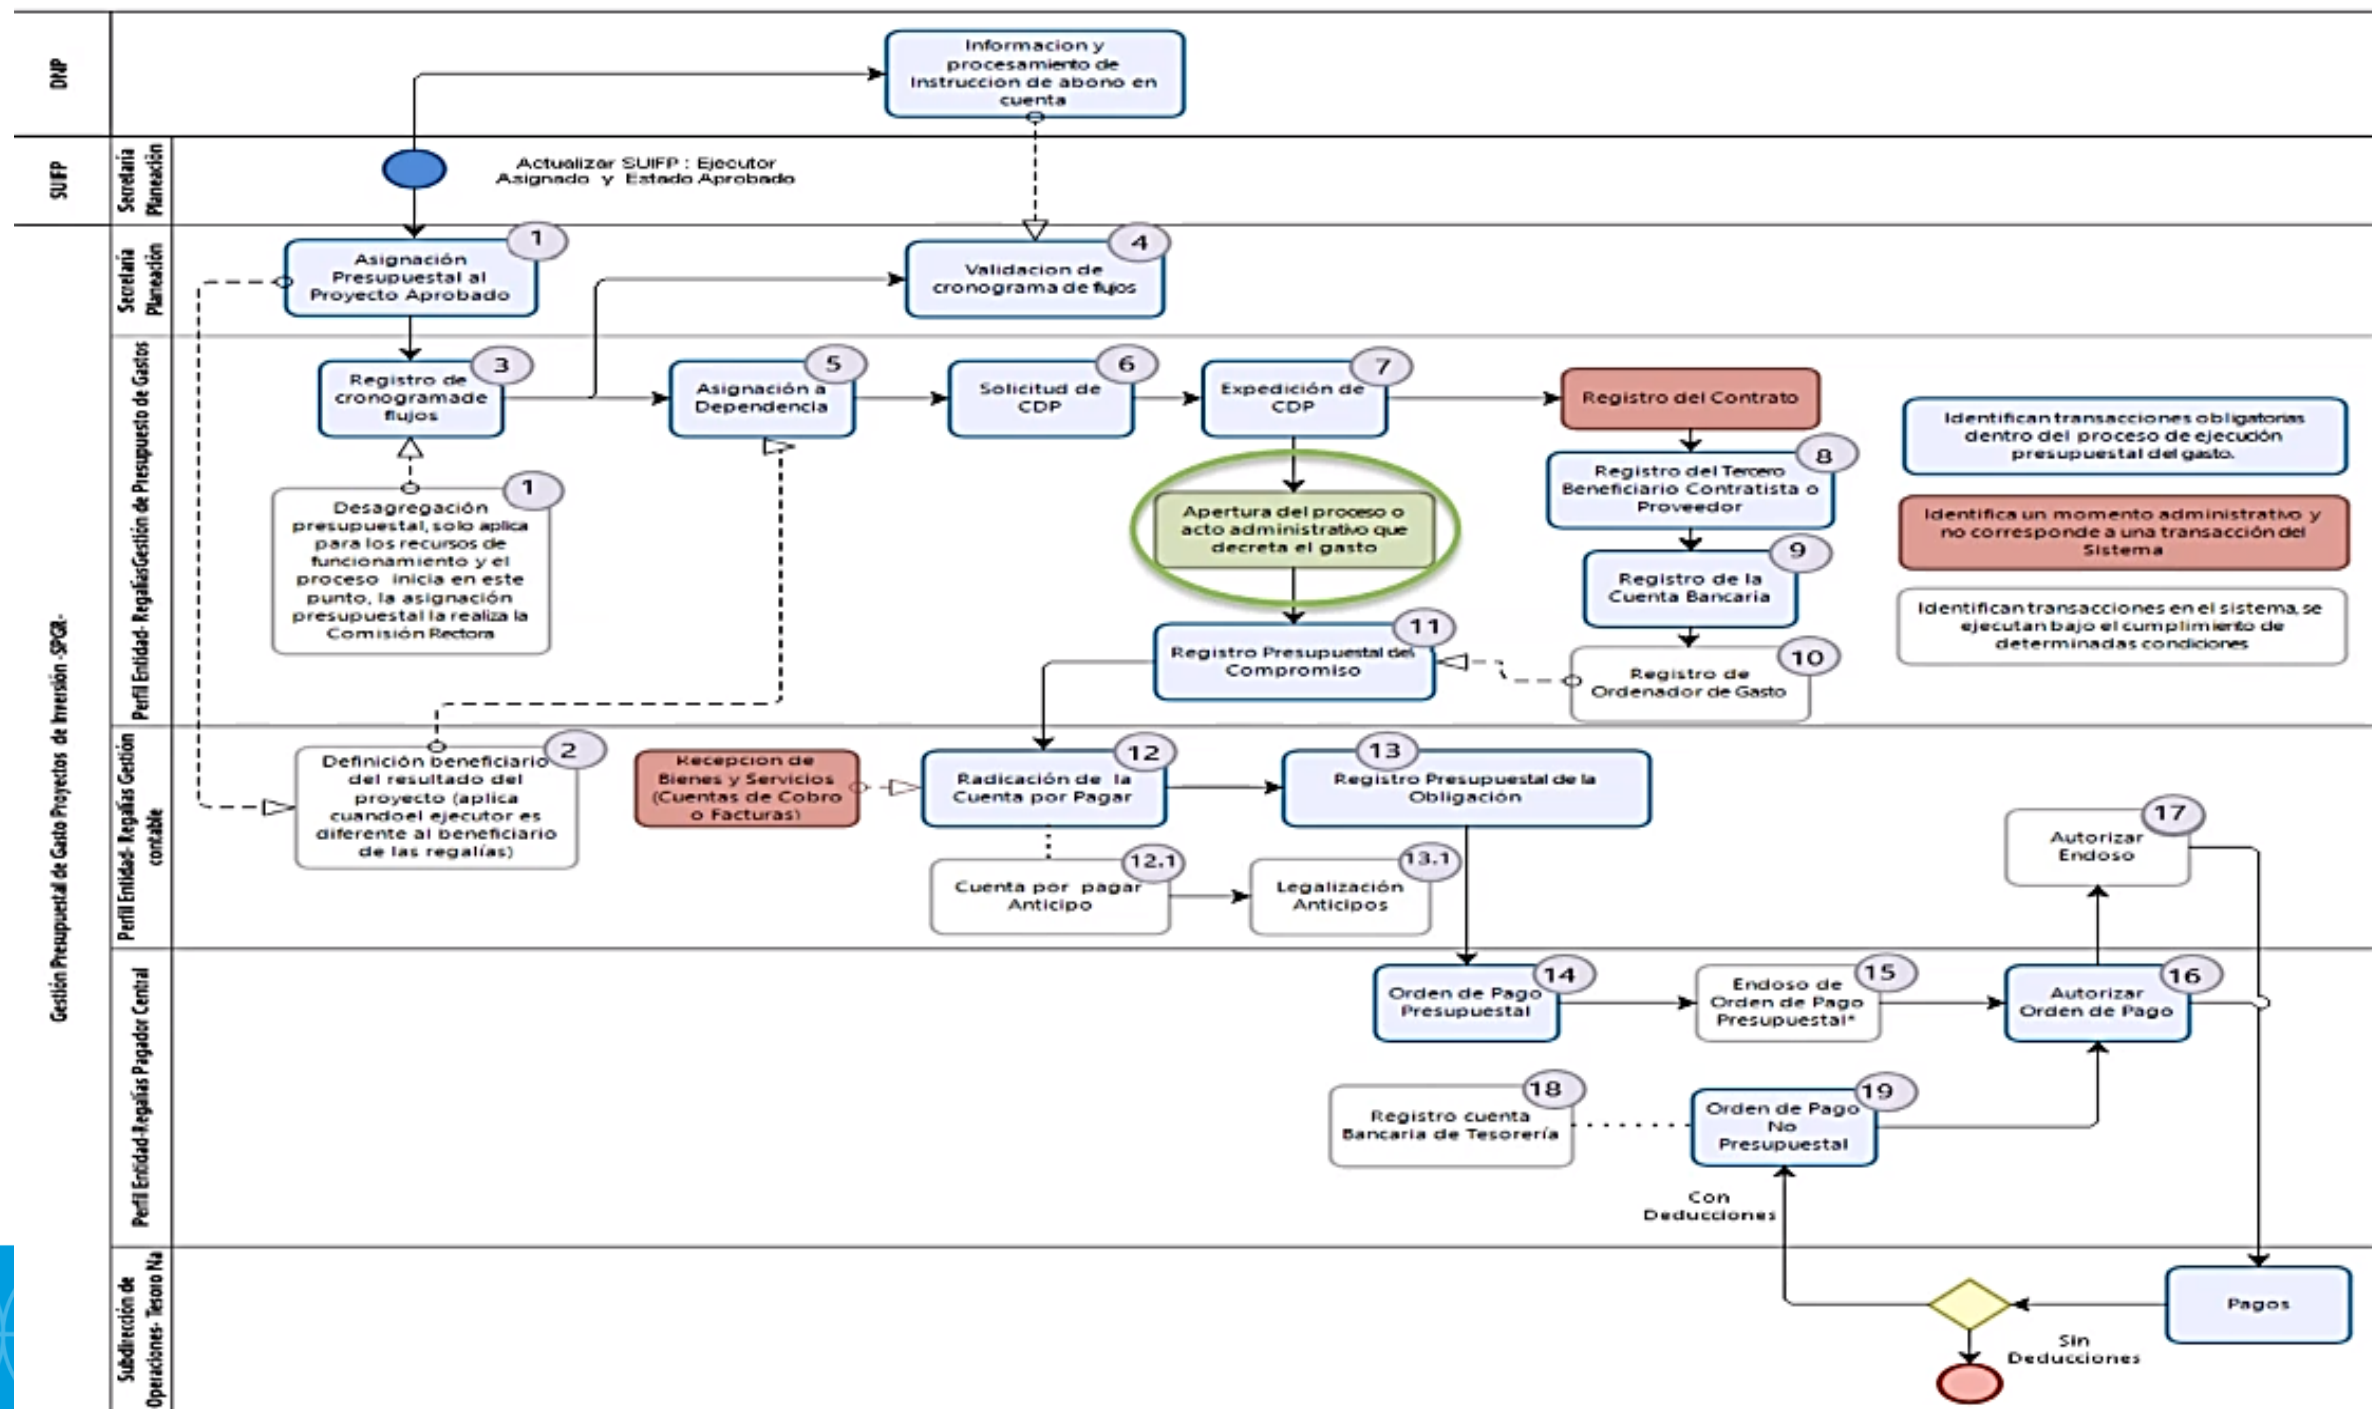 DNP
Informacion y
procesamiento de
Instruccion de abono en
cuenta
SUIFP
Secretaria
Planeación
Actualizar SUIFP : Ejecutor
Asignado y Estado Aprobado
Gestión Presupuestal de Gasto Proyectos de Inversión -SPGR-
Secretaria
Planeación
1
Asignación
Presupuestal al
Proyecto Aprobado
4
Validacion de
cronograma de flujos
Perfil Entidad- RegalíasGestión de Presupuesto de Gastos
3
Registro de
cronogramade
flujos
5
Asignación a
Dependencia
6
Solicitud de
CDP
7
Expedición de
CDP
Registro del Contrato
Identifican transacciones obligatorias
dentro del proceso de ejecución
presupuestal del gasto.
8
Registro del Tercero
Beneficiario Contratista o
Proveedor
1
Desagregación
presupuestal, solo aplica
para los recursos de
funcionamiento y el
proceso inicia en este
punto, la asignación
presupuestal la realiza la
Comisión Rectora
Apertura del proceso o
acto administrativo que
decreta el gasto
Identifica un momento administrativo y
no corresponde a una transacción del
Sistema
9
Registro de la
Cuenta Bancaria
Identifican transacciones en el sistema, se
ejecutan bajo el cumplimiento de
determinadas condiciones
11
Registro Presupuestal del
Compromiso
10
Registro de
Ordenador de Gasto
Perfil Entidad- Regalías Gestión
contable
2
Definición beneficiario
del resultado del
proyecto (aplica
cuandoel ejecutor es
diferente al beneficiario
de las regalías)
Recepcion de
Bienes y Servicios
(Cuentas de Cobro
o Facturas)
12
Radicación de la
Cuenta por Pagar
13
Registro Presupuestal de la
Obligación
12.1
Cuenta por pagar
Anticipo
13.1
Legalización
Anticipos
17
Autorizar
Endoso
Perfil Entidad-Regalías Pagador Central
14
Orden de Pago
Presupuestal
15
Endoso de
Orden de Pago
Presupuestal*
16
Autorizar
Orden de Pago
18
Registro cuenta
Bancaria de Tesorería
19
Orden de Pago
No
Presupuestal
Con
Deducciones
Subdirección de
Operaciones- Tesoro Na
Pagos
Sin
Deducciones